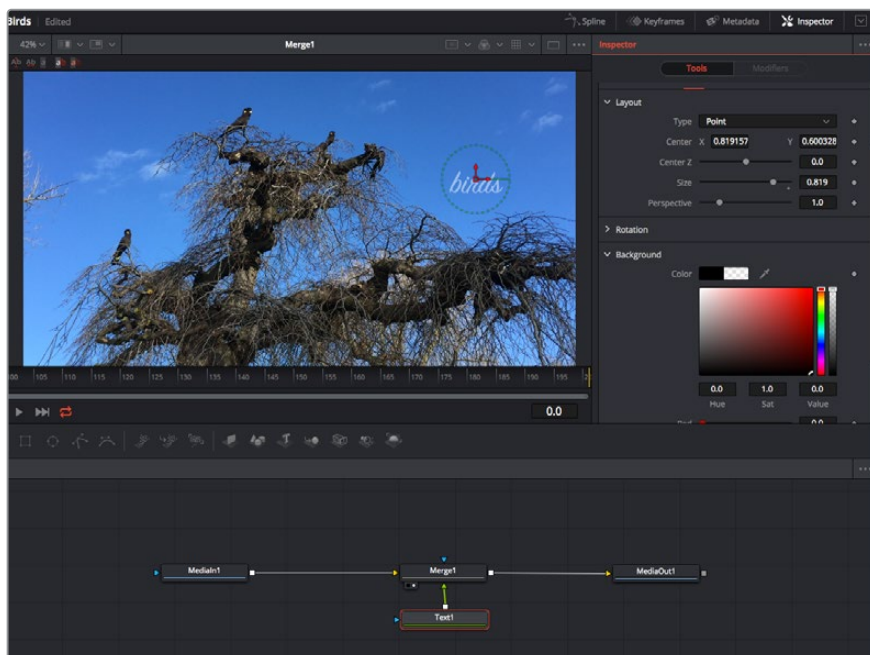 Birds Edited Spline Keyframes Metadata Inspector
42% Merge1 Inspector
Tools Modifiers
Layout
Type Point
Center X 0.819157 Y 0.600328
Center Z 0.0
Size 0.819
Perspective 1.0
Rotation
Background
Color
birds
105 110 115 120 125 130 135 140 145 150 155 160 165 170 175 180 185 190 195
0.0
0.0 1.0 0.0
Hue Sat Value
MediaIn1 Merge1 MediaOut1
Text1